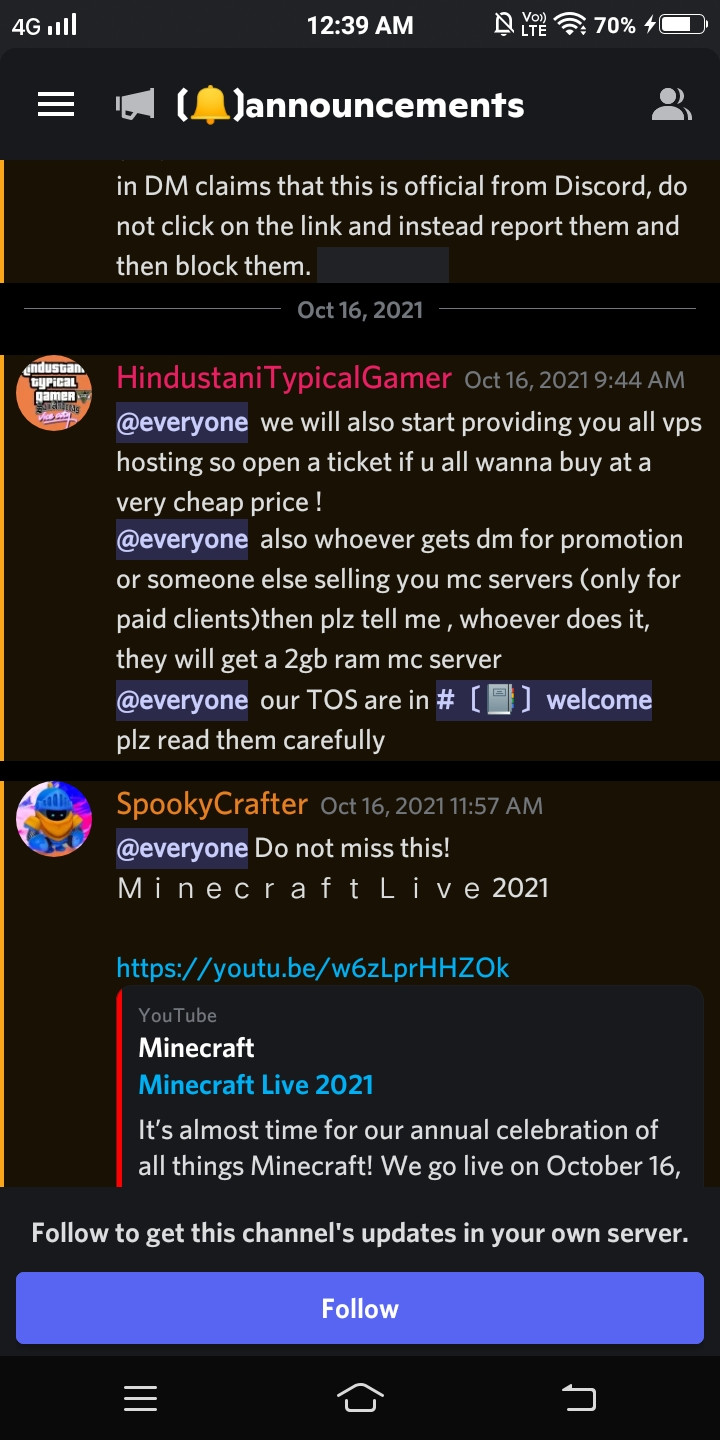 4G 12:39 AM Vo)) LTE 70%
(🔔)announcements
in DM claims that this is official from Discord, do
not click on the link and instead report them and
then block them.
Oct 16, 2021
HindustaniTypicalGamer Oct 16, 2021 9:44 AM
@everyone we will also start providing you all vps
hosting so open a ticket if u all wanna buy at a
very cheap price !
@everyone also whoever gets dm for promotion
or someone else selling you mc servers (only for
paid clients)then plz tell me , whoever does it,
they will get a 2gb ram mc server
@everyone our TOS are in # 〔📔〕welcome
plz read them carefully
SpookyCrafter Oct 16, 2021 11:57 AM
@everyone Do not miss this!
Ｍｉｎｅｃｒａｆｔ Ｌｉｖｅ 2021
https://youtu.be/w6zLprHHZOk
YouTube
Minecraft
Minecraft Live 2021
It’s almost time for our annual celebration of
all things Minecraft! We go live on October 16,
Follow to get this channel's updates in your own server.
Follow